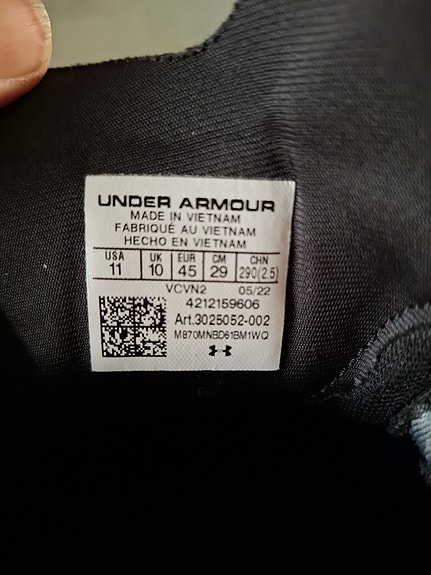 UNDER ARMOUR
MADE IN VIETNAM
FABRIQUÉ AU VIETNAM
HECHO EN VIETNAM
USA UK EUR CM CHN
11 10 45 29 290(2.5)
VCVN2 05/22
4212159606
Art.3025052-002
M870MNBD61BM1WQ